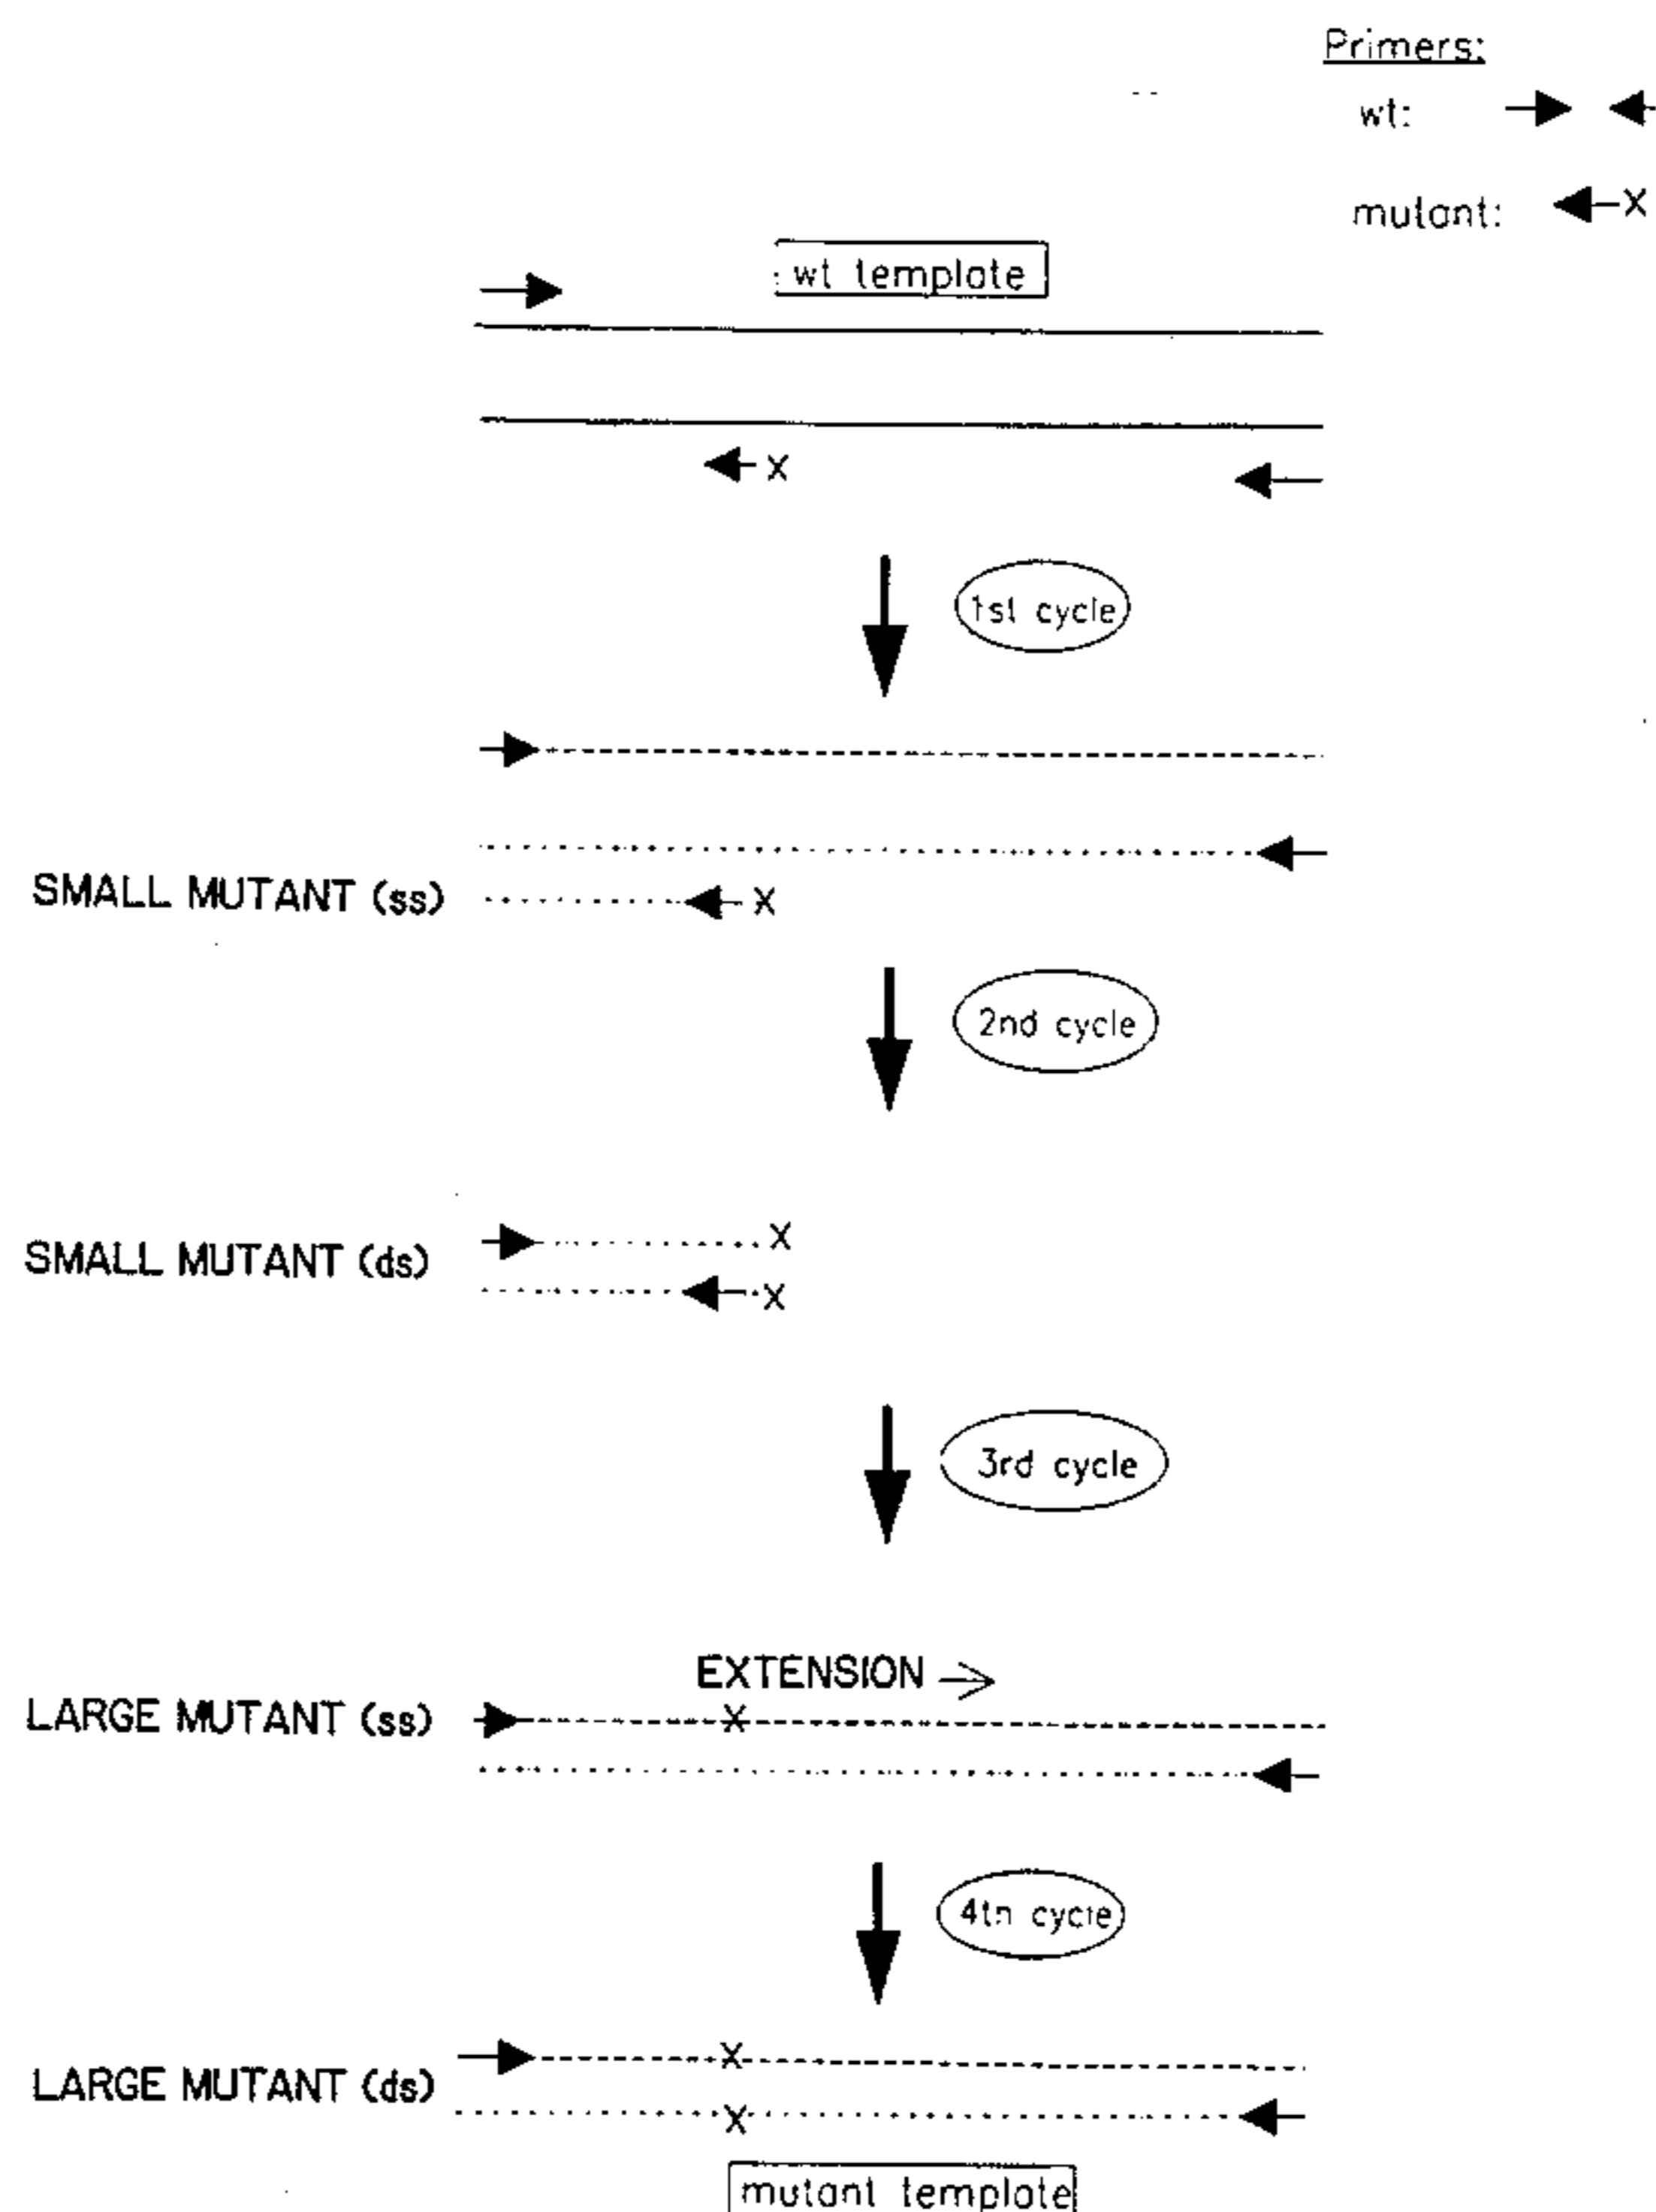 Primers:
wt:
mutant: X
wt template
X
1st cycle
SMALL MUTANT (ss) X
2nd cycle
X
SMALL MUTANT (ds)
X
3rd cycle
EXTENSION
LARGE MUTANT (ss) X
4th cycle
X
LARGE MUTANT (ds)
X
mutant template